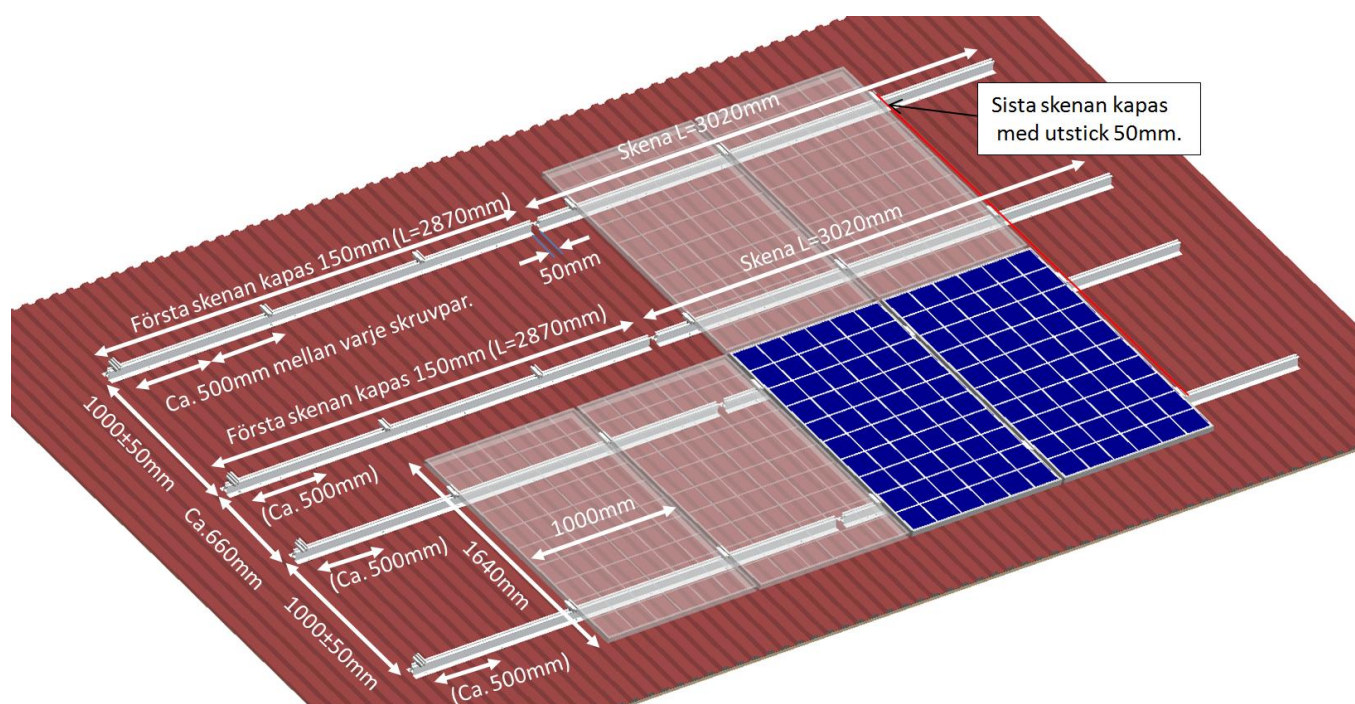 Sista skenan kapas
med utstick 50mm.
Skena L=3020mm
Skena L=3020mm
Första skenan kapas 150mm (L=2870mm)
50mm
Ca. 500mm mellan varje skruvpar.
Första skenan kapas 150mm (L=2870mm)
1000±50mm
(Ca. 500mm)
Ca.660mm
(Ca. 500mm)
1000mm
1640mm
1000±50mm
(Ca. 500mm)